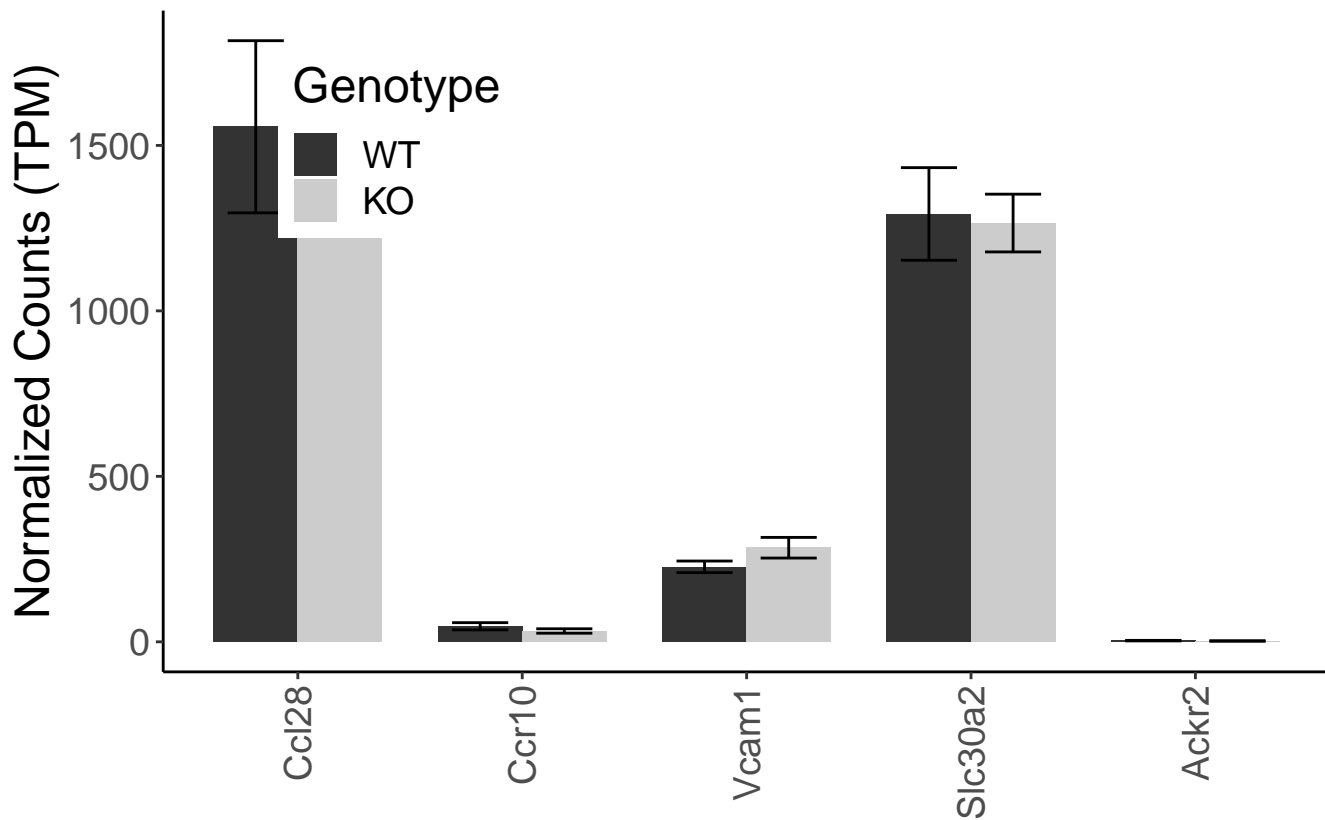 Normalized Counts (TPM)
1500
1000
500
0
Genotype
WT
KO
Ccl28
Ccr10
Vcam1
Slc30a2
Ackr2